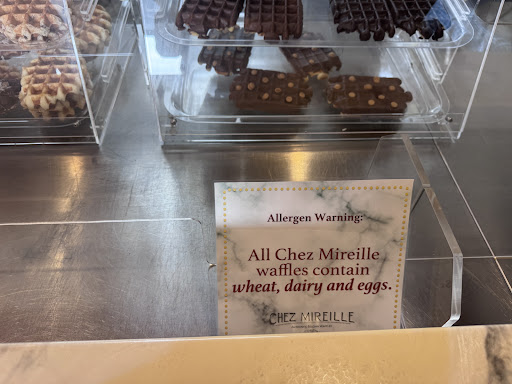 Allergen Warning:
All Chez Mireille
waffles contain
wheat, dairy and eggs.
CHEZ MIREILLE